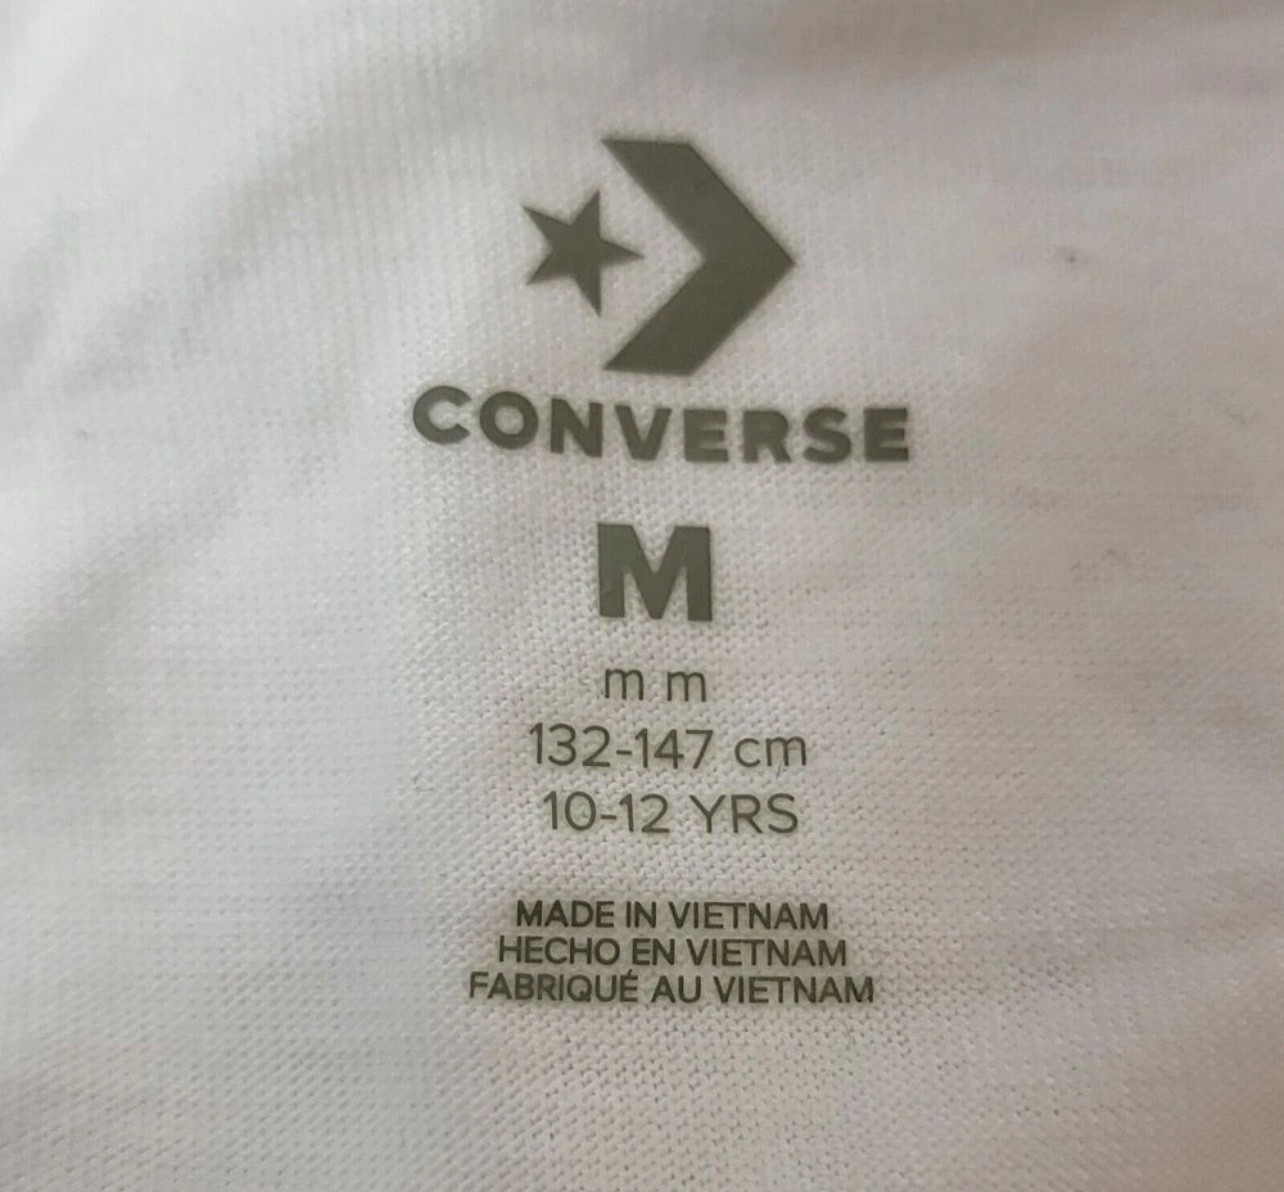 CONVERSE
M
m m
132-147 cm
10-12 YRS
MADE IN VIETNAM
HECHO EN VIETNAM
FABRIQUÉ AU VIETNAM